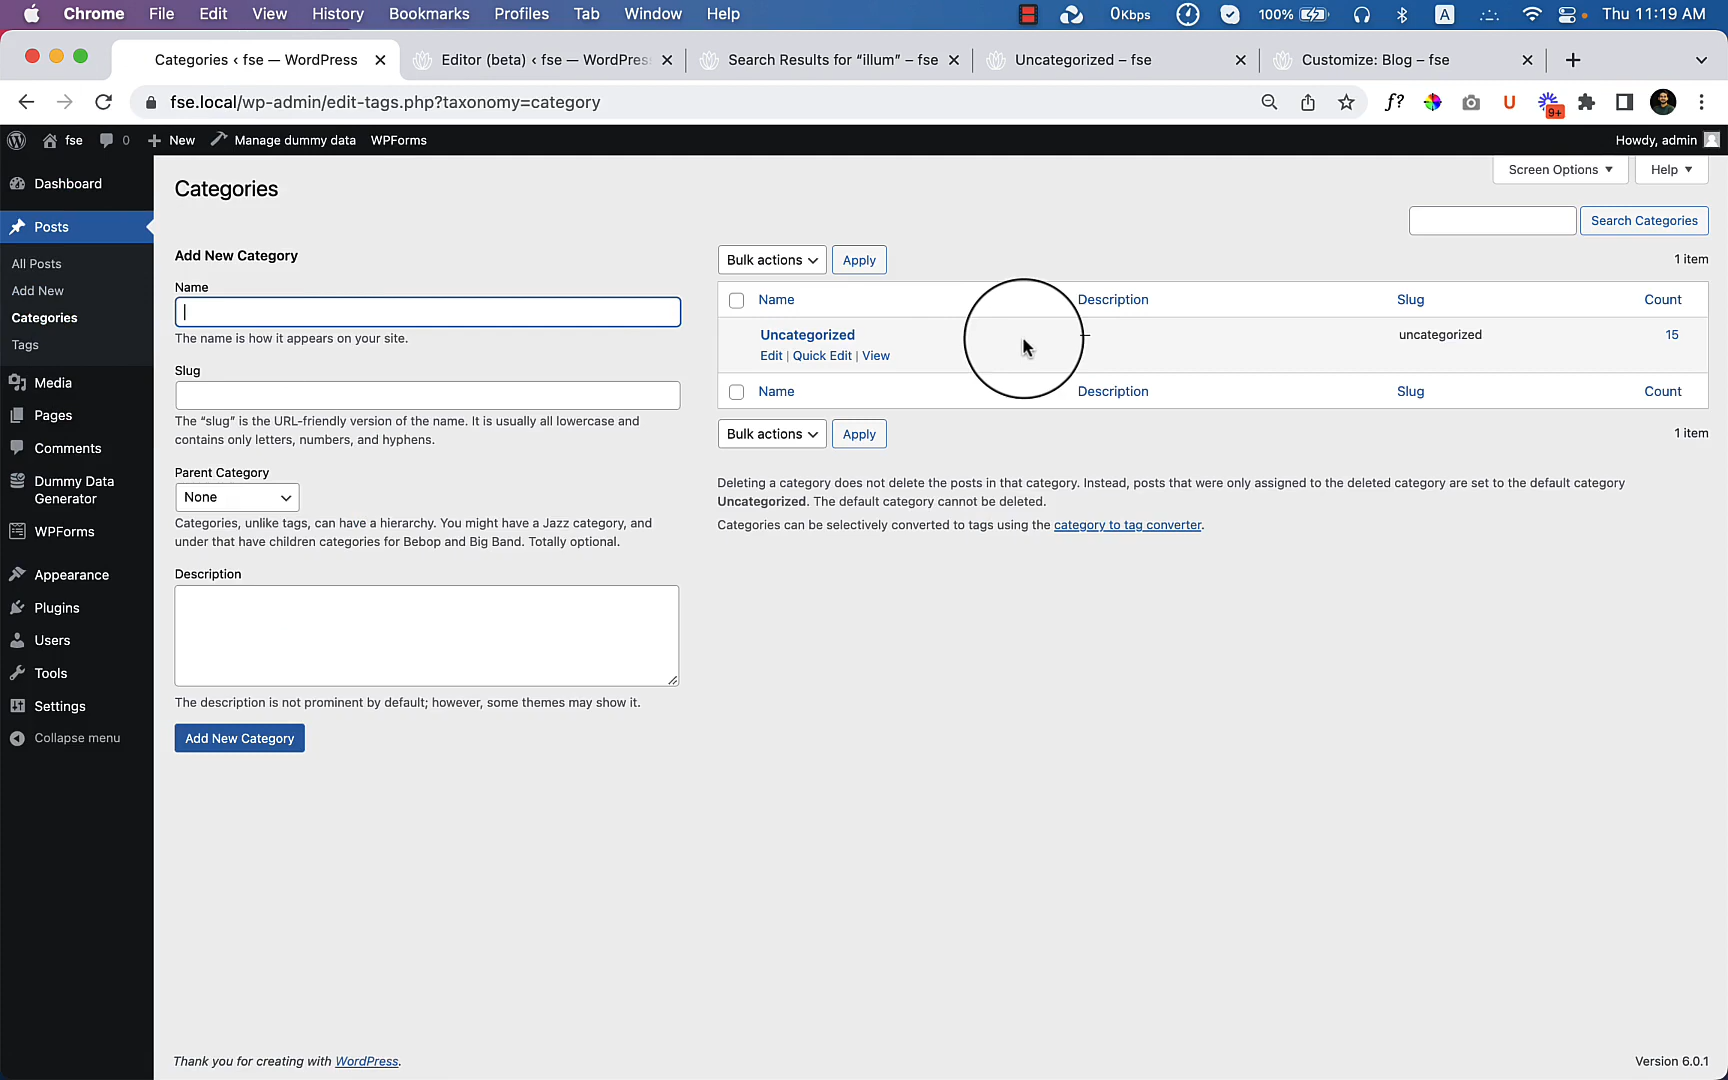 Chrome File Edit View History Bookmarks Profiles Tab Window Help 0Kbps 100% A Thu 11:19 AM
Categories ‹ fse — WordPress Editor (beta) ‹ fse — WordPres Search Results for “illum” – fse Uncategorized – fse Customize: Blog – fse
fse.local/wp-admin/edit-tags.php?taxonomy=category f? U 9+
fse 0 New Manage dummy data WPForms Howdy, admin
Screen Options Help
Dashboard
Posts
All Posts
Add New
Categories
Tags
Media
Pages
Comments
Dummy Data
Generator
WPForms
Appearance
Plugins
Users
Tools
Settings
Collapse menu
Categories
Search Categories
Add New Category
Name
The name is how it appears on your site.
Slug
The “slug” is the URL-friendly version of the name. It is usually all lowercase and
contains only letters, numbers, and hyphens.
Parent Category
None
Categories, unlike tags, can have a hierarchy. You might have a Jazz category, and
under that have children categories for Bebop and Big Band. Totally optional.
Description
The description is not prominent by default; however, some themes may show it.
Add New Category
Bulk actions Apply 1 item
Name Description Slug Count
Uncategorized — uncategorized 15
Edit | Quick Edit | View
Name Description Slug Count
Bulk actions Apply 1 item
Deleting a category does not delete the posts in that category. Instead, posts that were only assigned to the deleted category are set to the default category
Uncategorized. The default category cannot be deleted.
Categories can be selectively converted to tags using the category to tag converter.
Thank you for creating with WordPress. Version 6.0.1